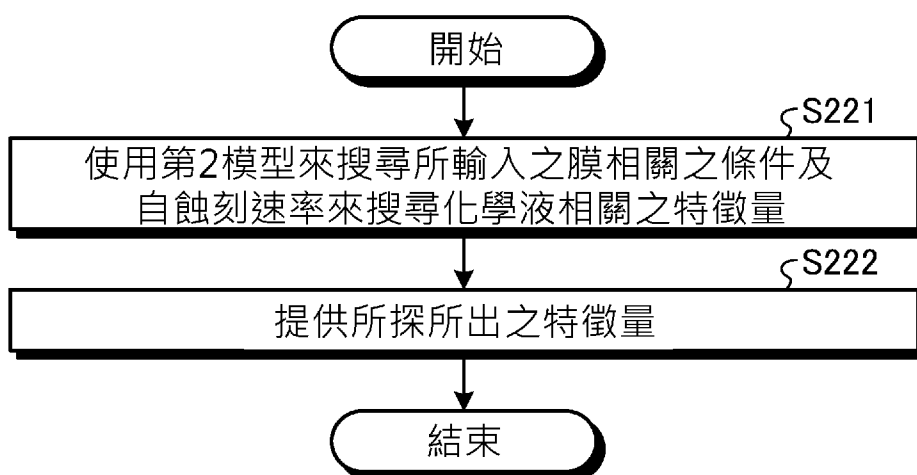 開始
S221
使用第2模型來搜尋所輸入之膜相關之條件及
自蝕刻速率來搜尋化學液相關之特徵量
S222
提供所探所出之特徵量
結束